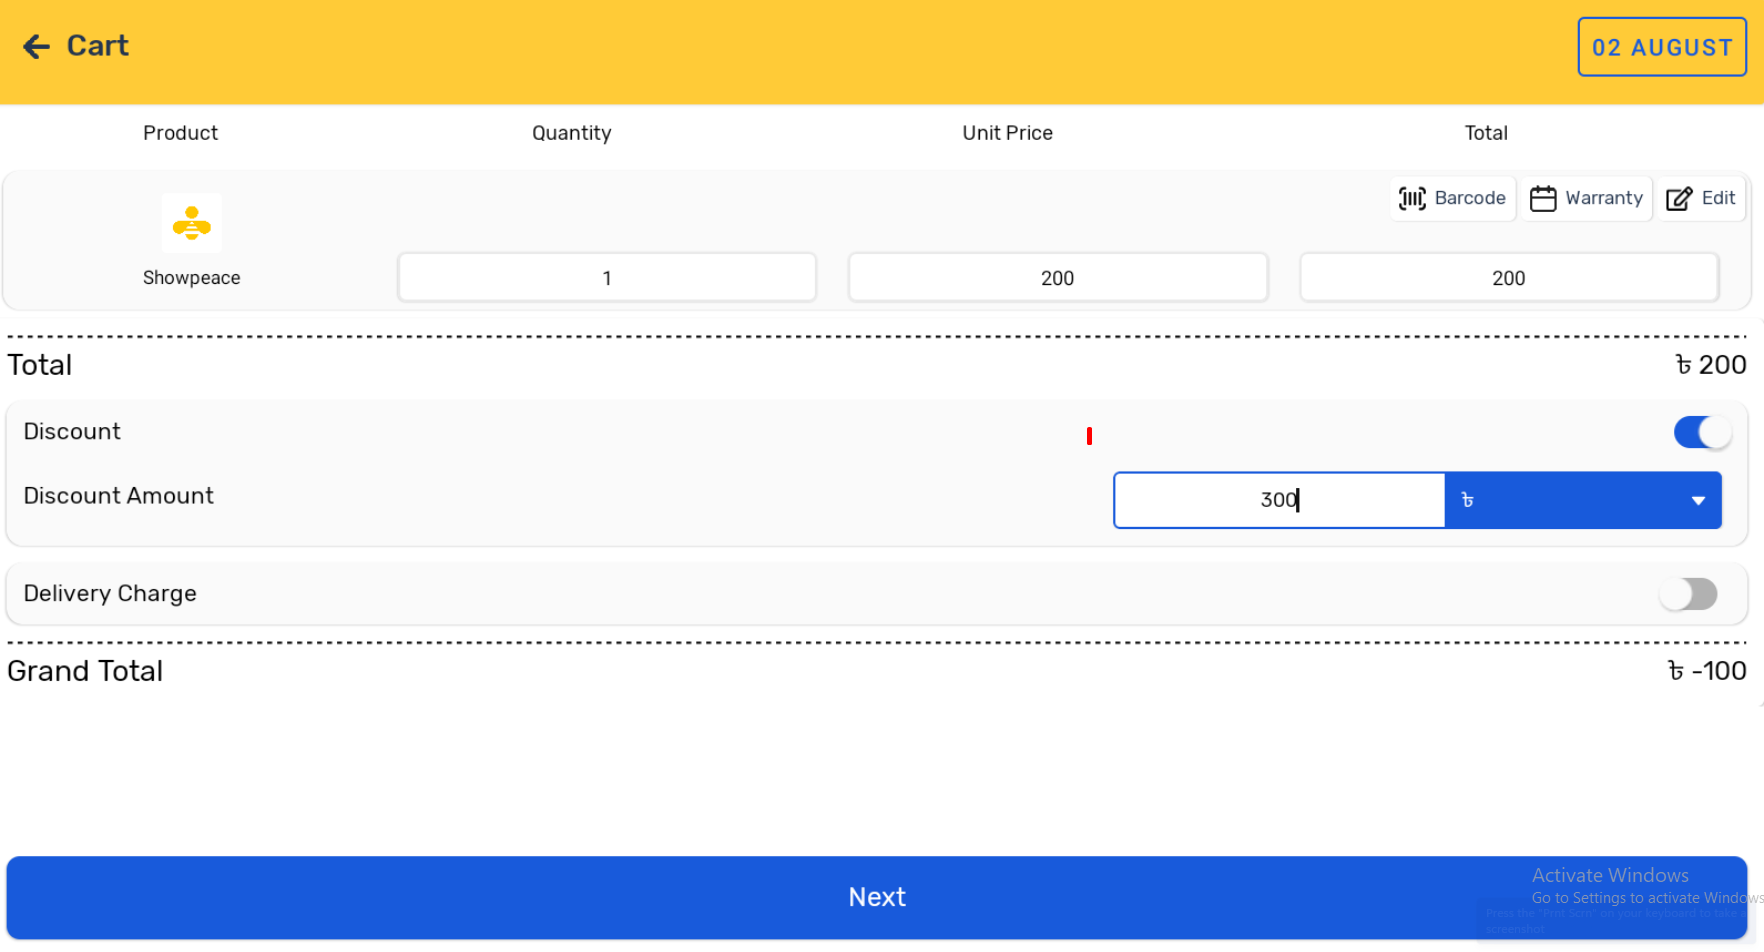 Cart
02 AUGUST
Product Quantity Unit Price Total
Barcode Warranty Edit
Showpeace 1 200 200
Total ৳ 200
Discount
Discount Amount 300 ৳
Delivery Charge
Grand Total ৳ -100
Next
Activate Windows
Go to Settings to activate Windows
Press the "Prnt Scrn" on your keyboard to take a
screenshot